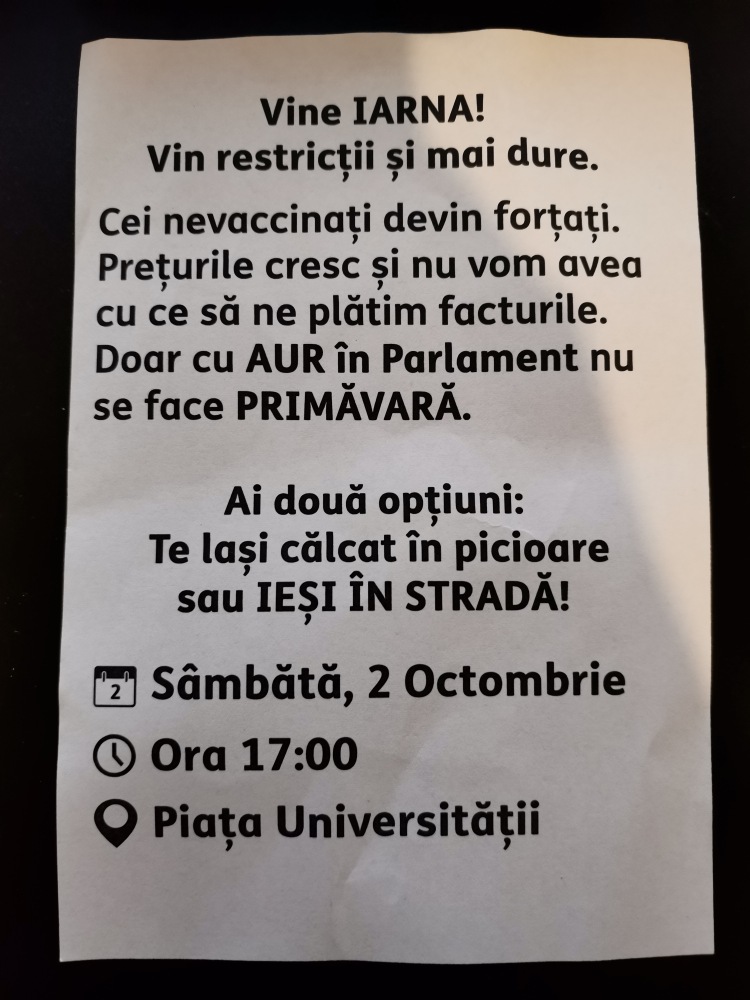 Vine IARNA!
Vin restricții și mai dure.
Cei nevaccinați devin forțați.
Prețurile cresc și nu vom avea
cu ce să ne plătim facturile.
Doar cu AUR în Parlament nu
se face PRIMĂVARĂ.
Ai două opțiuni:
Te lași călcat în picioare
sau IEȘI ÎN STRADĂ!
2 Sâmbătă, 2 Octombrie
Ora 17:00
Piața Universității